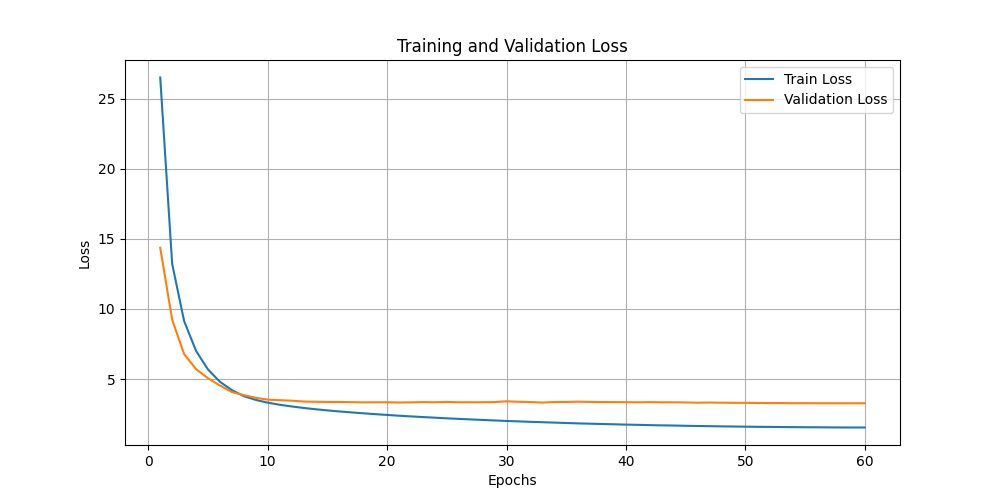 Training and Validation Loss
Train Loss
Validation Loss
Loss
25
20
15
10
5
0 10 20 30 40 50 60
Epochs